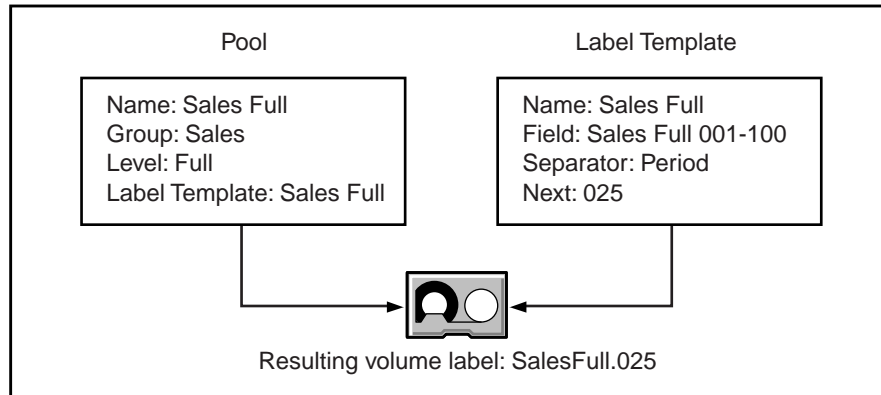 Pool
Name: Sales Full
Group: Sales
Level: Full
Label Template: Sales Full
Label Template
Name: Sales Full
Field: Sales Full 001-100
Separator: Period
Next: 025
Resulting volume label: SalesFull.025